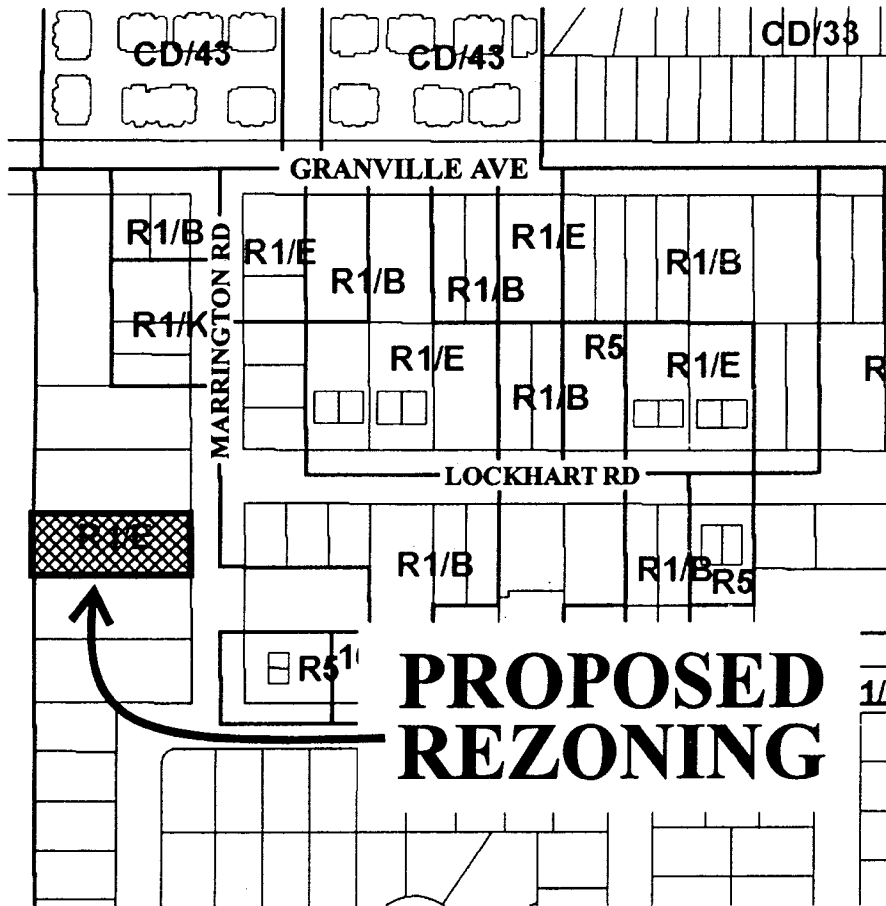 CD/43
CD/43
CD/33
GRANVILLE AVE
R1/B
MARRINGTON RD
R1/E
R1/E
R1/B
R1/B
R1/B
R1/K
R1/E
R5
R1/E
R1/B
LOCKHART RD
R1/E
R1/B
R1/B
R5
R5
PROPOSED
REZONING